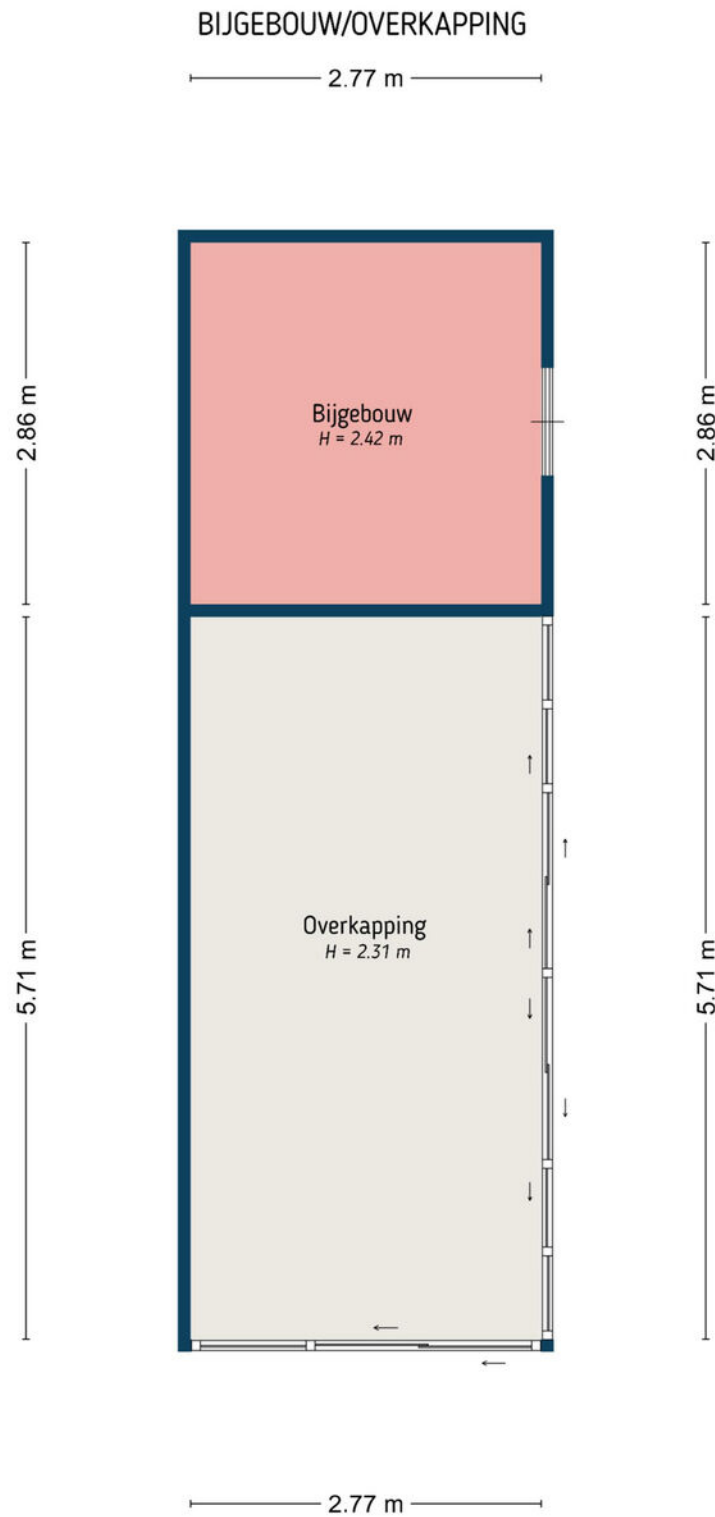 BIJGEBOUW/OVERKAPPING
2.77 m
2.86 m
2.86 m
Bijgebouw
H = 2.42 m
5.71 m
5.71 m
Overkapping
H = 2.31 m
2.77 m